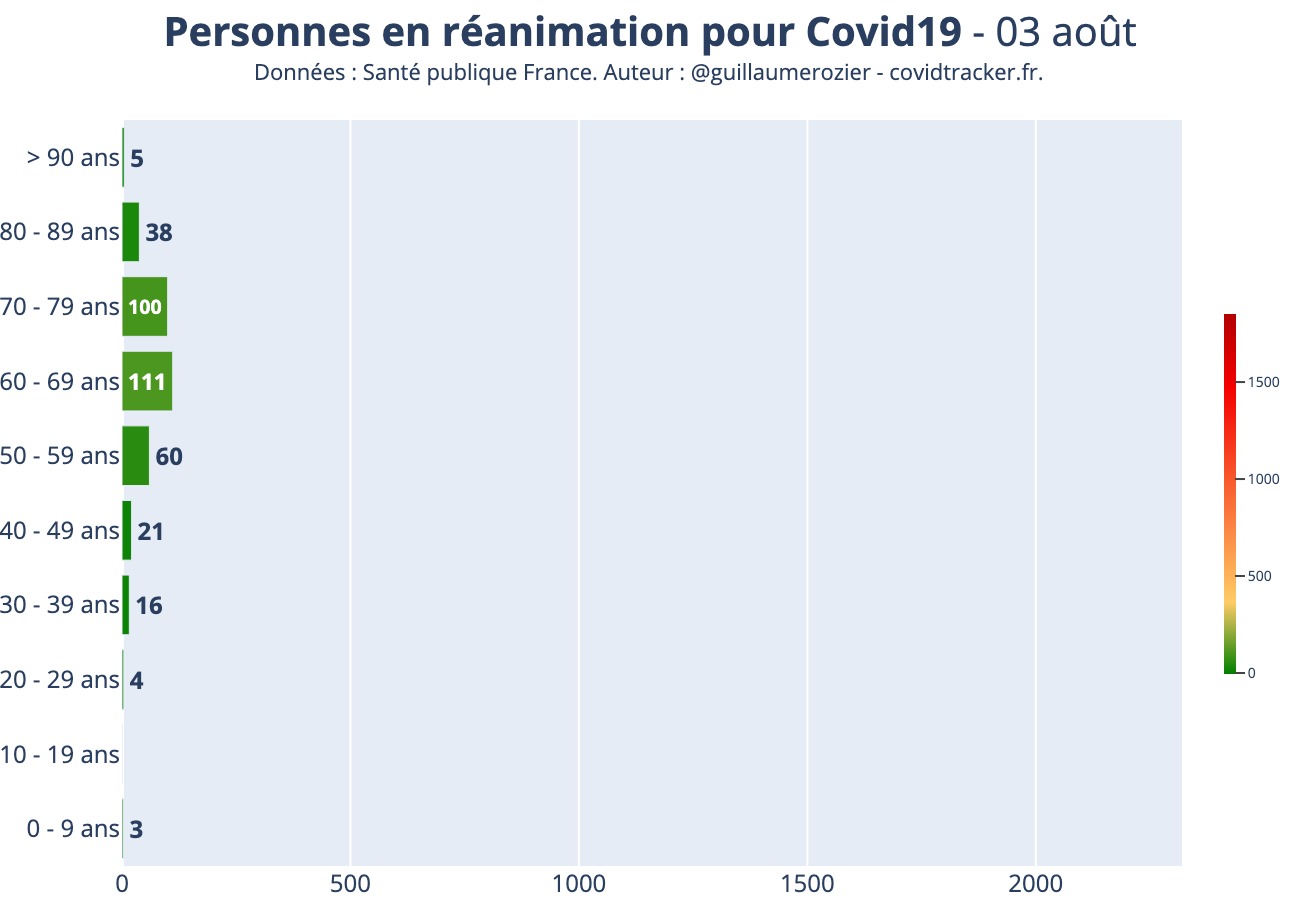 Personnes en réanimation pour Covid19 - 03 août
Données : Santé publique France. Auteur : @guillaumerozier - covidtracker.fr.
> 90 ans 5
80 - 89 ans 38
70 - 79 ans 100
60 - 69 ans 111
50 - 59 ans 60
40 - 49 ans 21
30 - 39 ans 16
20 - 29 ans 4
10 - 19 ans
0 - 9 ans 3
0 500 1000 1500 2000
1500
1000
500
0